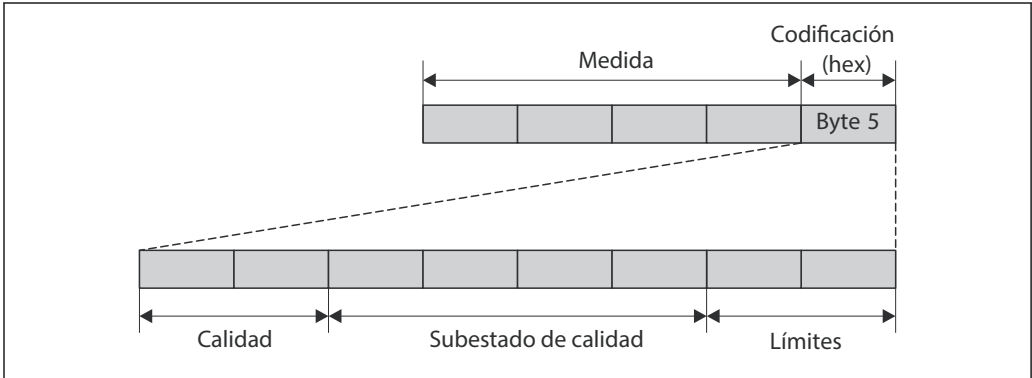 Codificación
Medida
(hex)
Byte 5
Calidad
Subestado de calidad
Límites